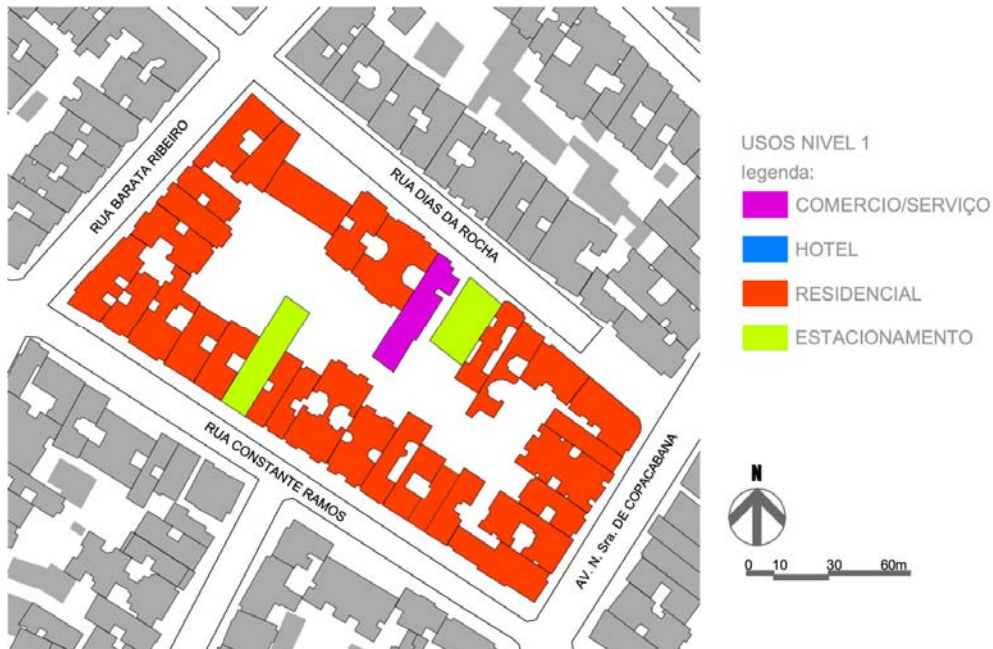 RUA BARATA RIBEIRO
RUA DIAS DA ROCHA
RUA CONSTANTE RAMOS
AV. N. Sra. DE COPACABANA
USOS NIVEL 1
legenda:
COMERCIO/SERVIÇO
HOTEL
RESIDENCIAL
ESTACIONAMENTO
N
0 10 30 60m